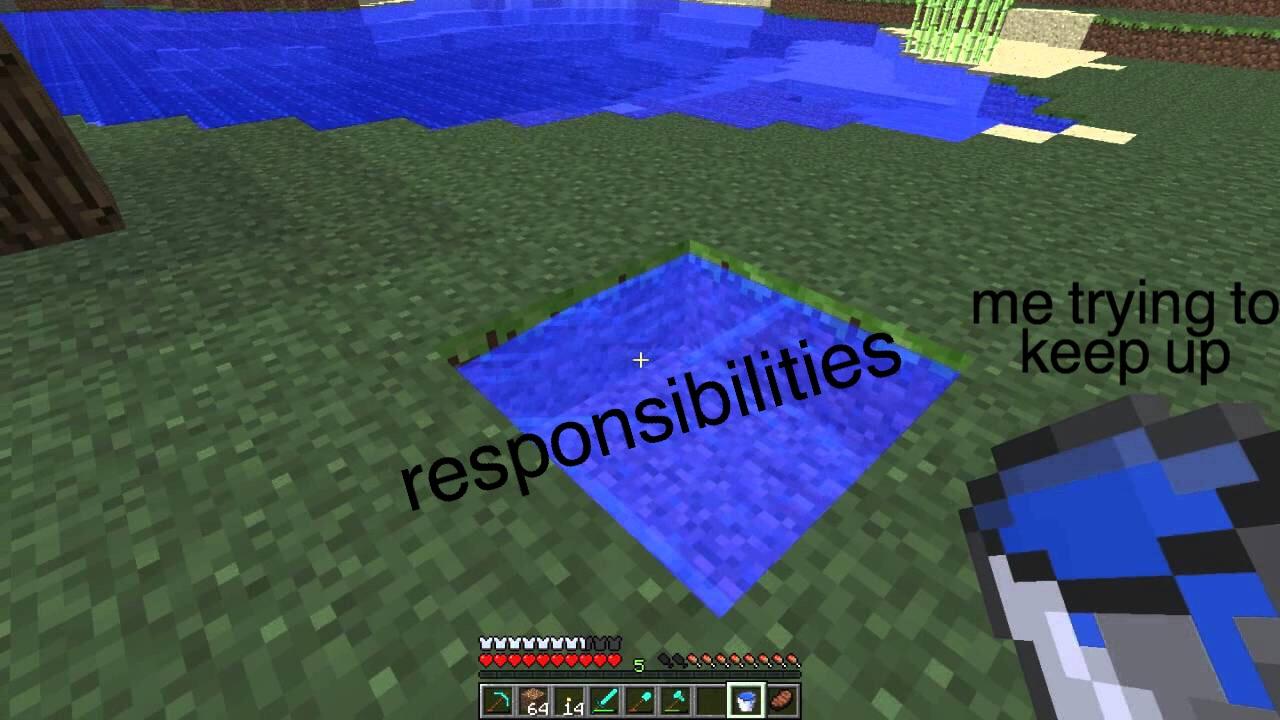 me trying to
keep up
responsibilities
5
64 14